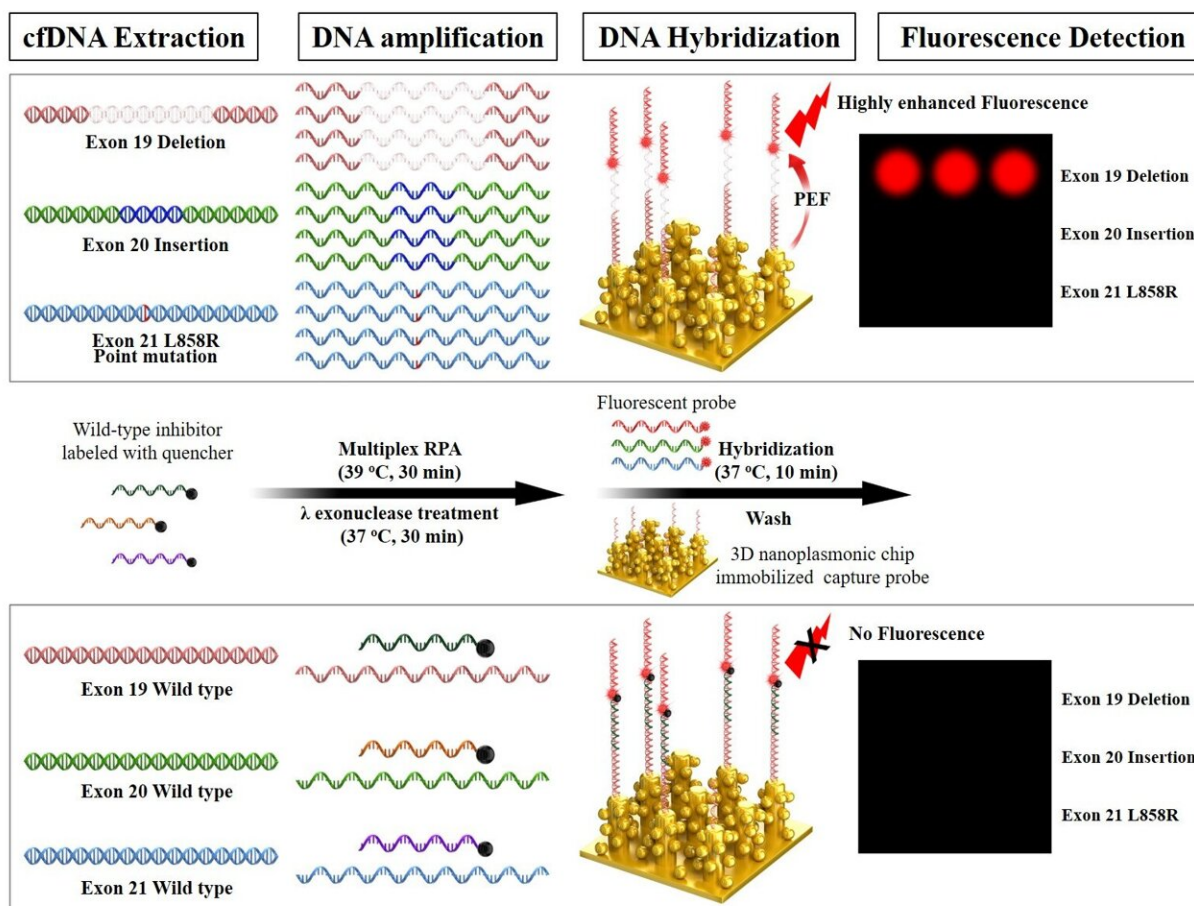 cfDNA Extraction
DNA amplification
DNA Hybridization
Fluorescence Detection
Exon 19 Deletion
Exon 20 Insertion
Exon 21 L858R
Point mutation
Highly enhanced Fluorescence
PEF
Exon 19 Deletion
Exon 20 Insertion
Exon 21 L858R
Wild-type inhibitor
labeled with quencher
Multiplex RPA
(39 °C, 30 min)
λ exonuclease treatment
(37 °C, 30 min)
Fluorescent probe
Hybridization
(37 °C, 10 min)
Wash
3D nanoplasmonic chip
immobilized capture probe
Exon 19 Wild type
Exon 20 Wild type
Exon 21 Wild type
No Fluorescence
Exon 19 Deletion
Exon 20 Insertion
Exon 21 L858R